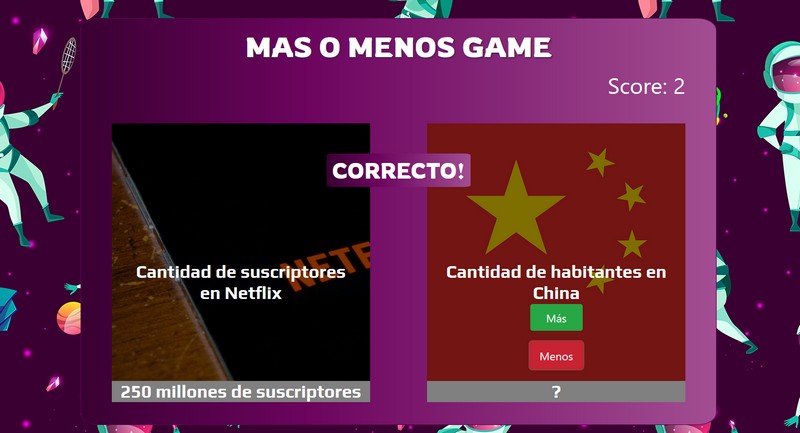 MAS O MENOS GAME
Score: 2
CORRECTO!
NETF
Cantidad de suscriptores
en Netflix
250 millones de suscriptores
Cantidad de habitantes en
China
Más
Menos
?